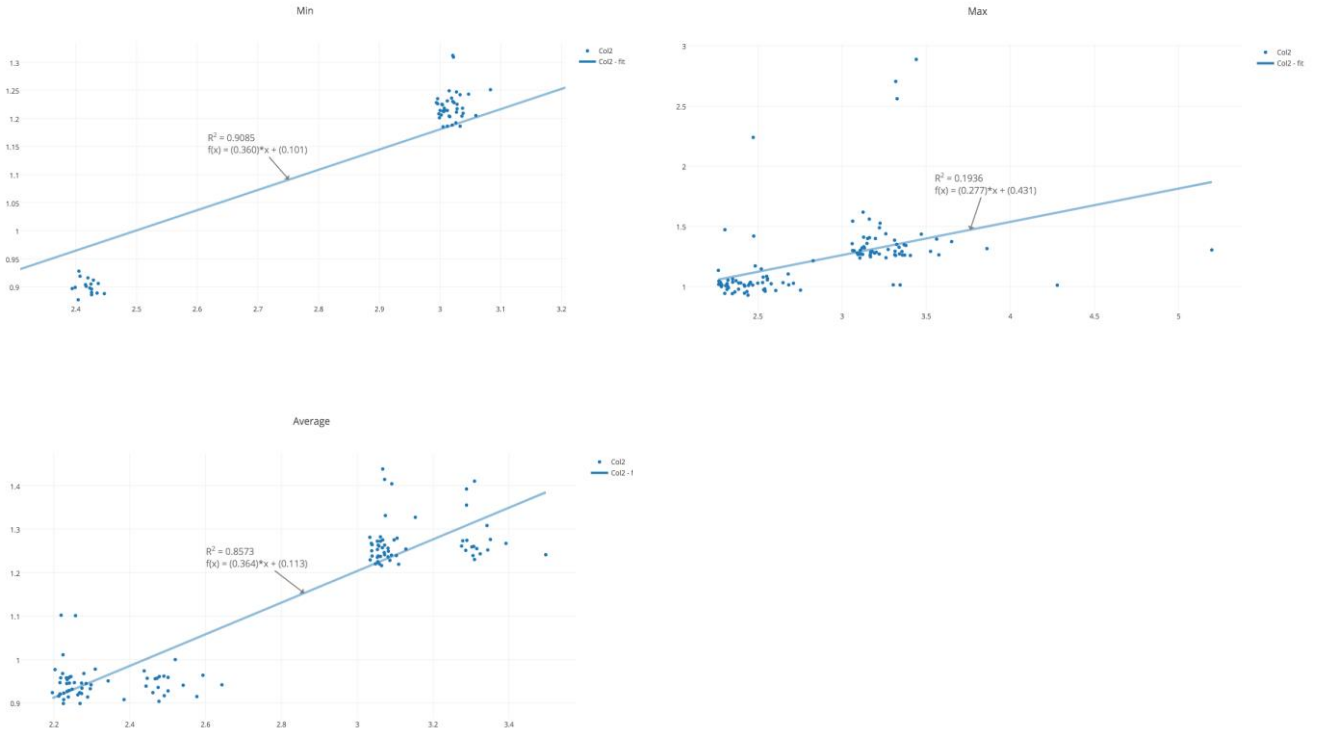 Min
1.3
1.25
1.2
1.15
1.1
1.05
1
0.95
0.9
2.4 2.5 2.6 2.7 2.8 2.9 3 3.1 3.2
R² = 0.9085
f(x) = (0.360)*x + (0.101)
Col2
Col2 - fit
Max
3
2.5
2
1.5
1
2.5 3 3.5 4 4.5 5
R² = 0.1936
f(x) = (0.277)*x + (0.431)
Col2
Col2 - fit
Average
1.4
1.3
1.2
1.1
1
0.9
2.2 2.4 2.6 2.8 3 3.2 3.4
R² = 0.8573
f(x) = (0.364)*x + (0.113)
Col2
Col2 - f